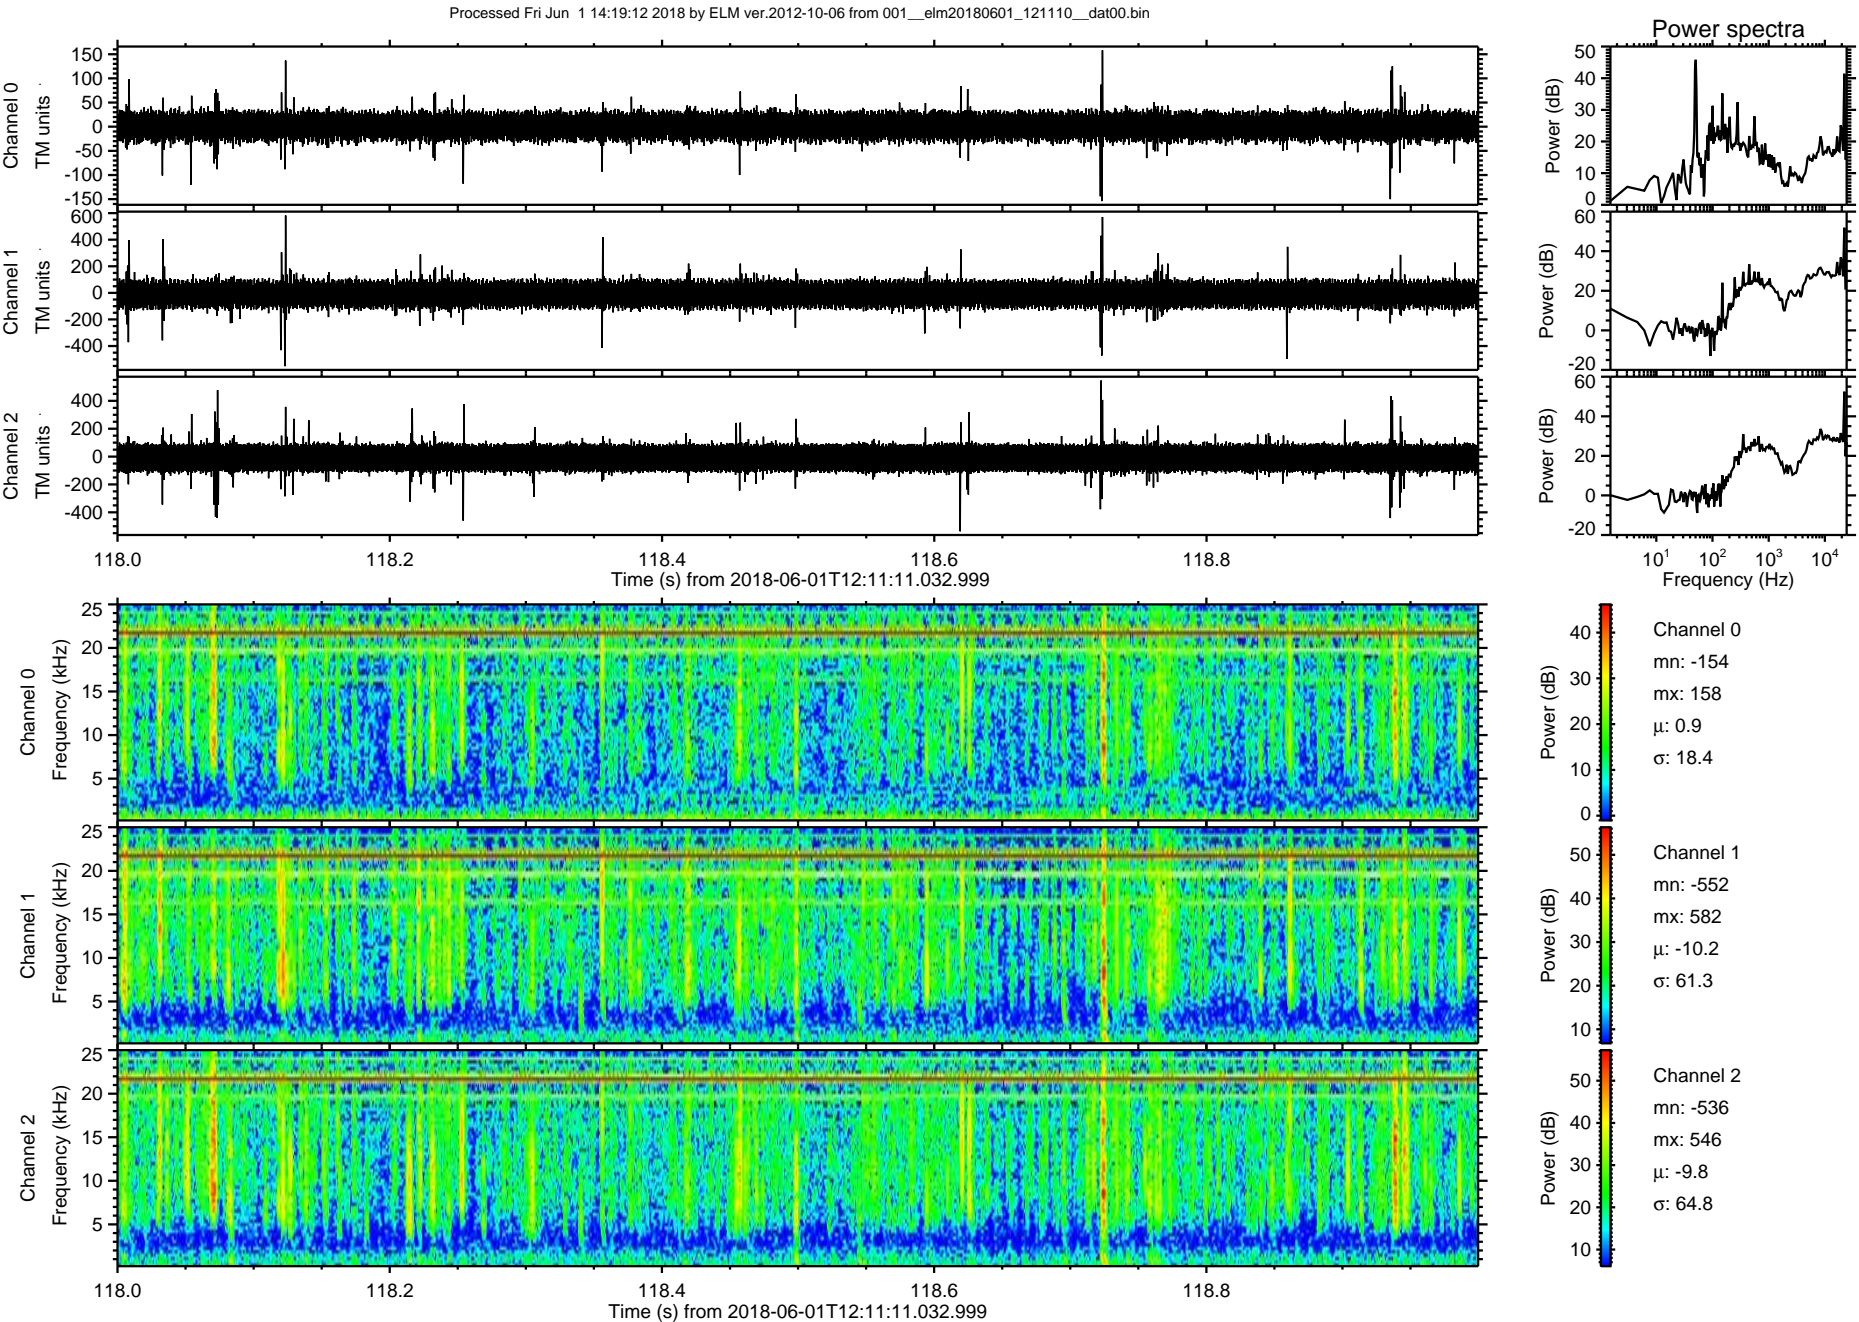 Processed Fri Jun  1 14:19:12 2018 by ELM ver.2012-10-06 from 001__elm20180601_121110__dat00.bin
Power spectra
Channel 0
TM units
150
100
50
0
-50
-100
-150
Power (dB)
50
40
30
20
10
0
Channel 1
TM units
600
400
200
0
-200
-400
Power (dB)
60
40
20
0
-20
Channel 2
TM units
400
200
0
-200
-400
Power (dB)
60
40
20
0
-20
118.0 118.2 118.4 118.6 118.8
Time (s) from 2018-06-01T12:11:11.032.999
10^1 10^2 10^3 10^4
Frequency (Hz)
Channel 0
Frequency (kHz)
25
20
15
10
5
Power (dB)
40
30
20
10
0
Channel 0
mn: -154
mx: 158
µ: 0.9
σ: 18.4
Channel 1
Frequency (kHz)
25
20
15
10
5
Power (dB)
50
40
30
20
10
Channel 1
mn: -552
mx: 582
µ: -10.2
σ: 61.3
Channel 2
Frequency (kHz)
25
20
15
10
5
Power (dB)
50
40
30
20
10
Channel 2
mn: -536
mx: 546
µ: -9.8
σ: 64.8
118.0 118.2 118.4 118.6 118.8
Time (s) from 2018-06-01T12:11:11.032.999